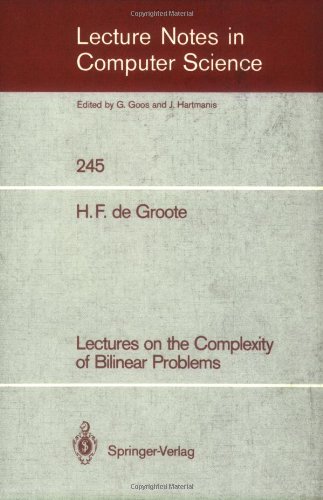 Lecture Notes in
Computer Science
Edited by G. Goos and J. Hartmanis
245
H.F. de Groote
Lectures on the Complexity
of Bilinear Problems
Springer-Verlag